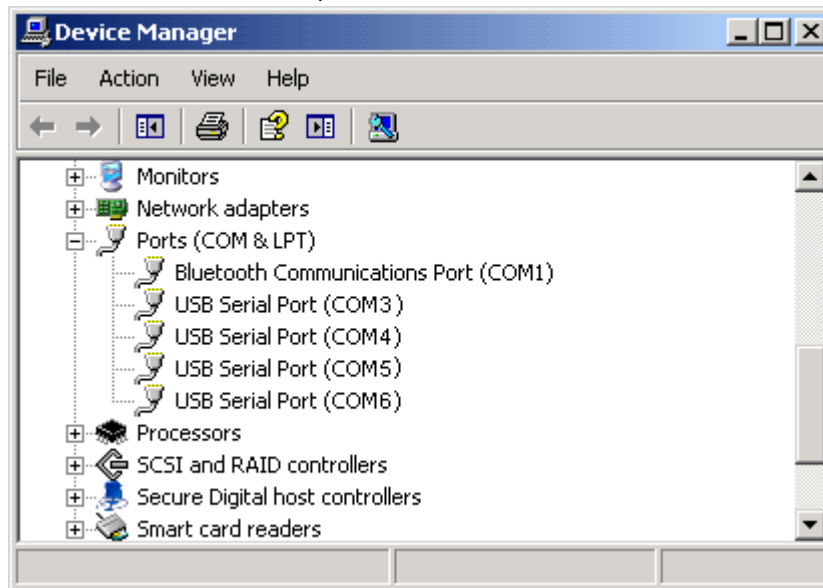 Device Manager
File Action View Help
Monitors
Network adapters
Ports (COM & LPT)
Bluetooth Communications Port (COM1)
USB Serial Port (COM3)
USB Serial Port (COM4)
USB Serial Port (COM5)
USB Serial Port (COM6)
Processors
SCSI and RAID controllers
Secure Digital host controllers
Smart card readers